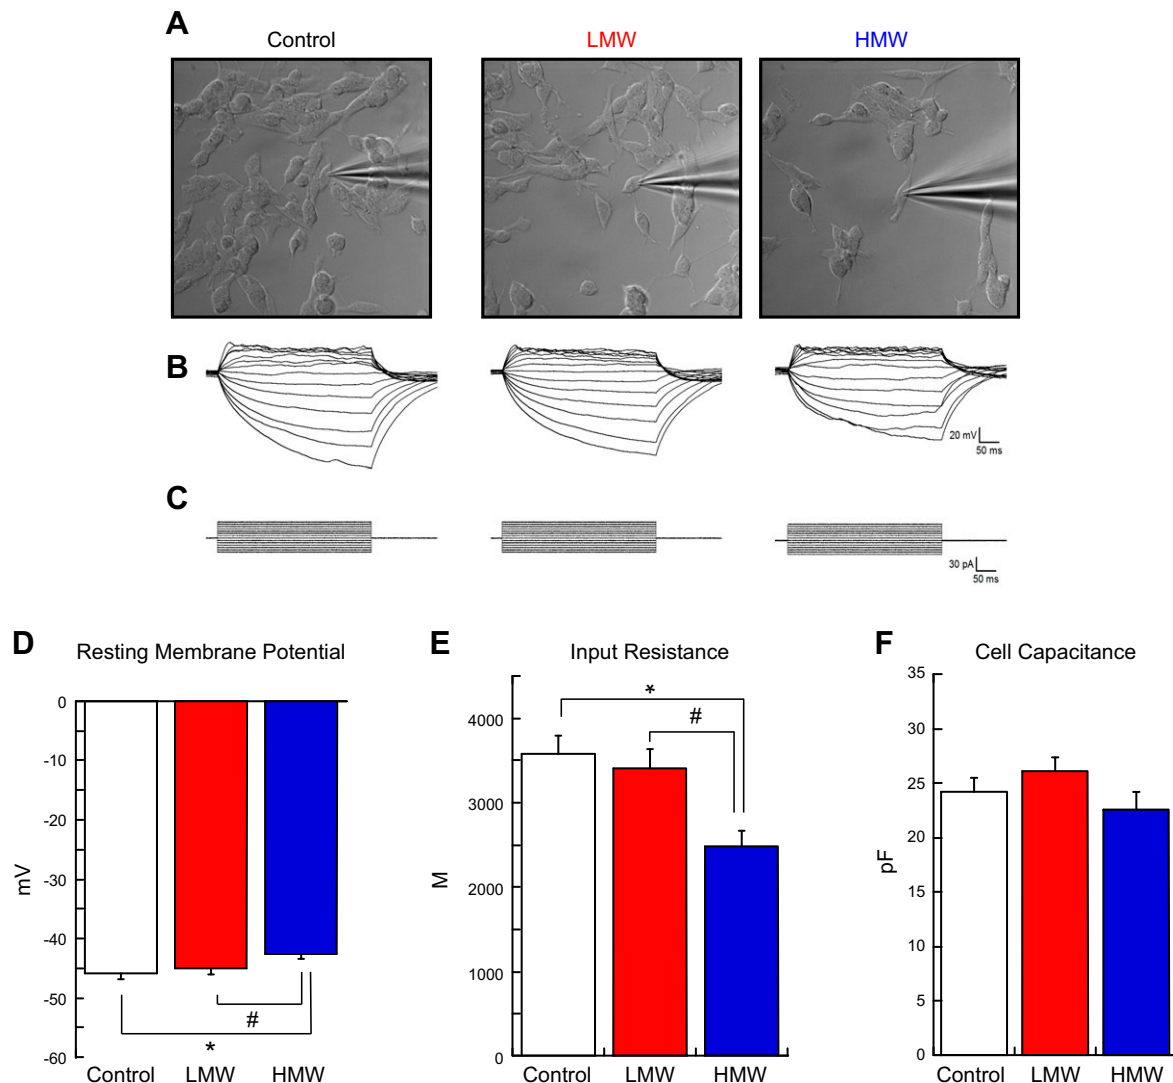 A
Control
LMW
HMW
B
20 mV
50 ms
C
30 pA
50 ms
D
Resting Membrane Potential
0
-10
-20
-30
-40
-50
-60
mV
#
*
Control
LMW
HMW
E
Input Resistance
4000
3000
2000
1000
0
M
*
#
Control
LMW
HMW
F
Cell Capacitance
35
30
25
20
15
10
5
0
pF
Control
LMW
HMW